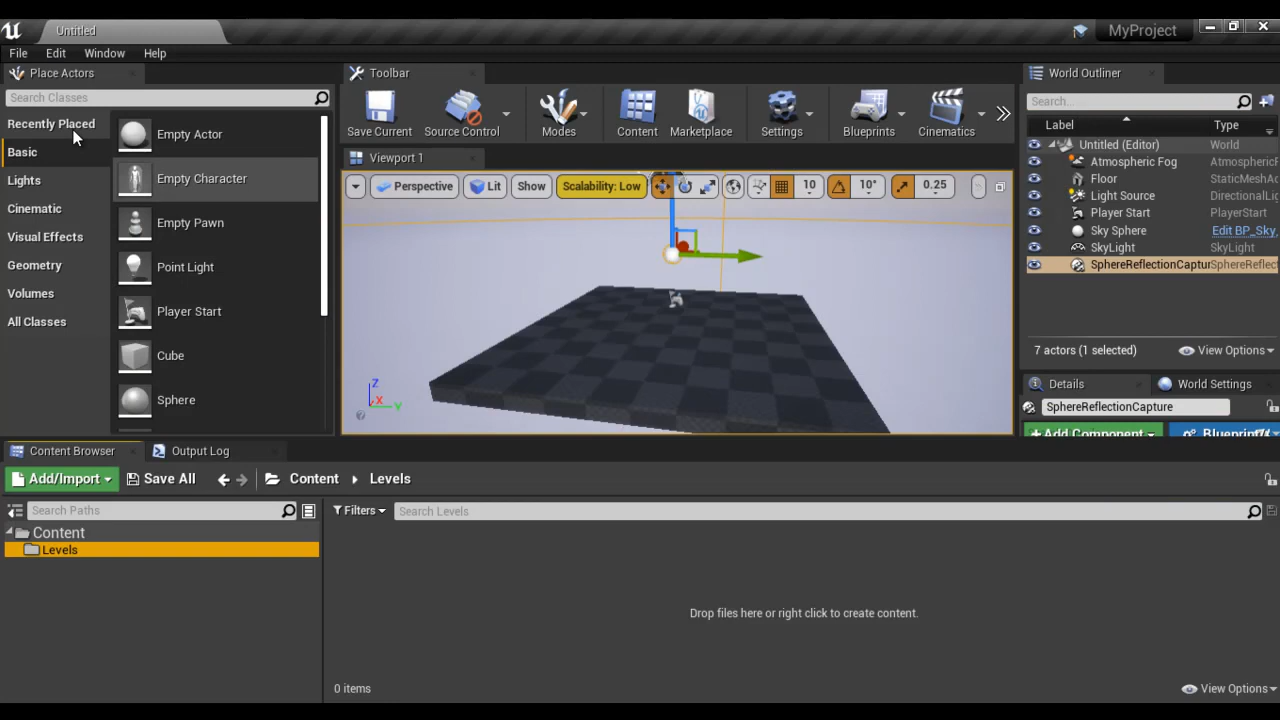 Untitled
MyProject
File Edit Window Help
Place Actors
Toolbar
World Outliner
Search Classes
Search...
Recently Placed
Basic
Lights
Cinematic
Visual Effects
Geometry
Volumes
All Classes
Empty Actor
Empty Character
Empty Pawn
Point Light
Player Start
Cube
Sphere
Save Current
Source Control
Modes
Content
Marketplace
Settings
Blueprints
Cinematics
Viewport 1
Perspective
Lit
Show
Scalability: Low
10
10°
0.25
Z
X
Y
Label Type
Untitled (Editor) World
Atmospheric Fog Atmospheric
Floor StaticMeshAc
Light Source DirectionalLi
Player Start PlayerStart
Sky Sphere Edit BP_Sky
SkyLight SkyLight
SphereReflectionCaptur SphereReflect
7 actors (1 selected)
View Options
Details
World Settings
SphereReflectionCapture
Add Component
Blueprint
Content Browser
Output Log
Add/Import
Save All
Content
Levels
Search Paths
Filters
Search Levels
Content
Levels
Drop files here or right click to create content.
0 items
View Options